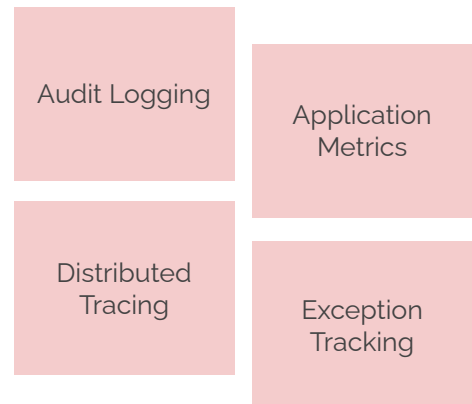 Audit Logging
Application
Metrics
Distributed
Tracing
Exception
Tracking